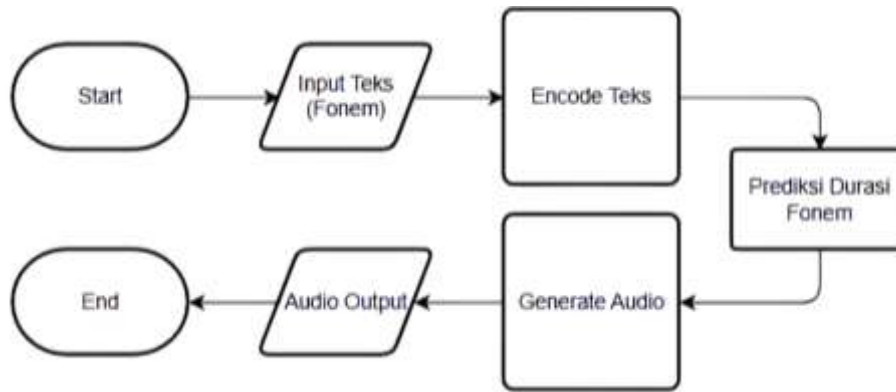 Start
Input Teks
(Fonem)
Encode Teks
Prediksi Durasi
Fonem
Generate Audio
Audio Output
End